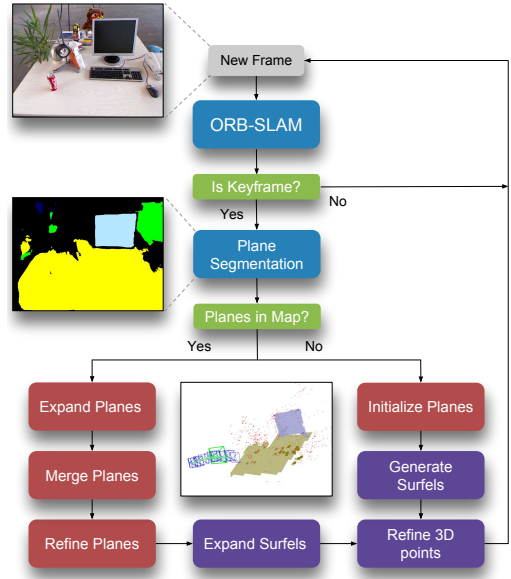 New Frame
ORB-SLAM
Is Keyframe?
No
Yes
Plane
Segmentation
Planes in Map?
Yes
No
Expand Planes
Initialize Planes
Merge Planes
Generate
Surfels
Refine Planes
Expand Surfels
Refine 3D
points